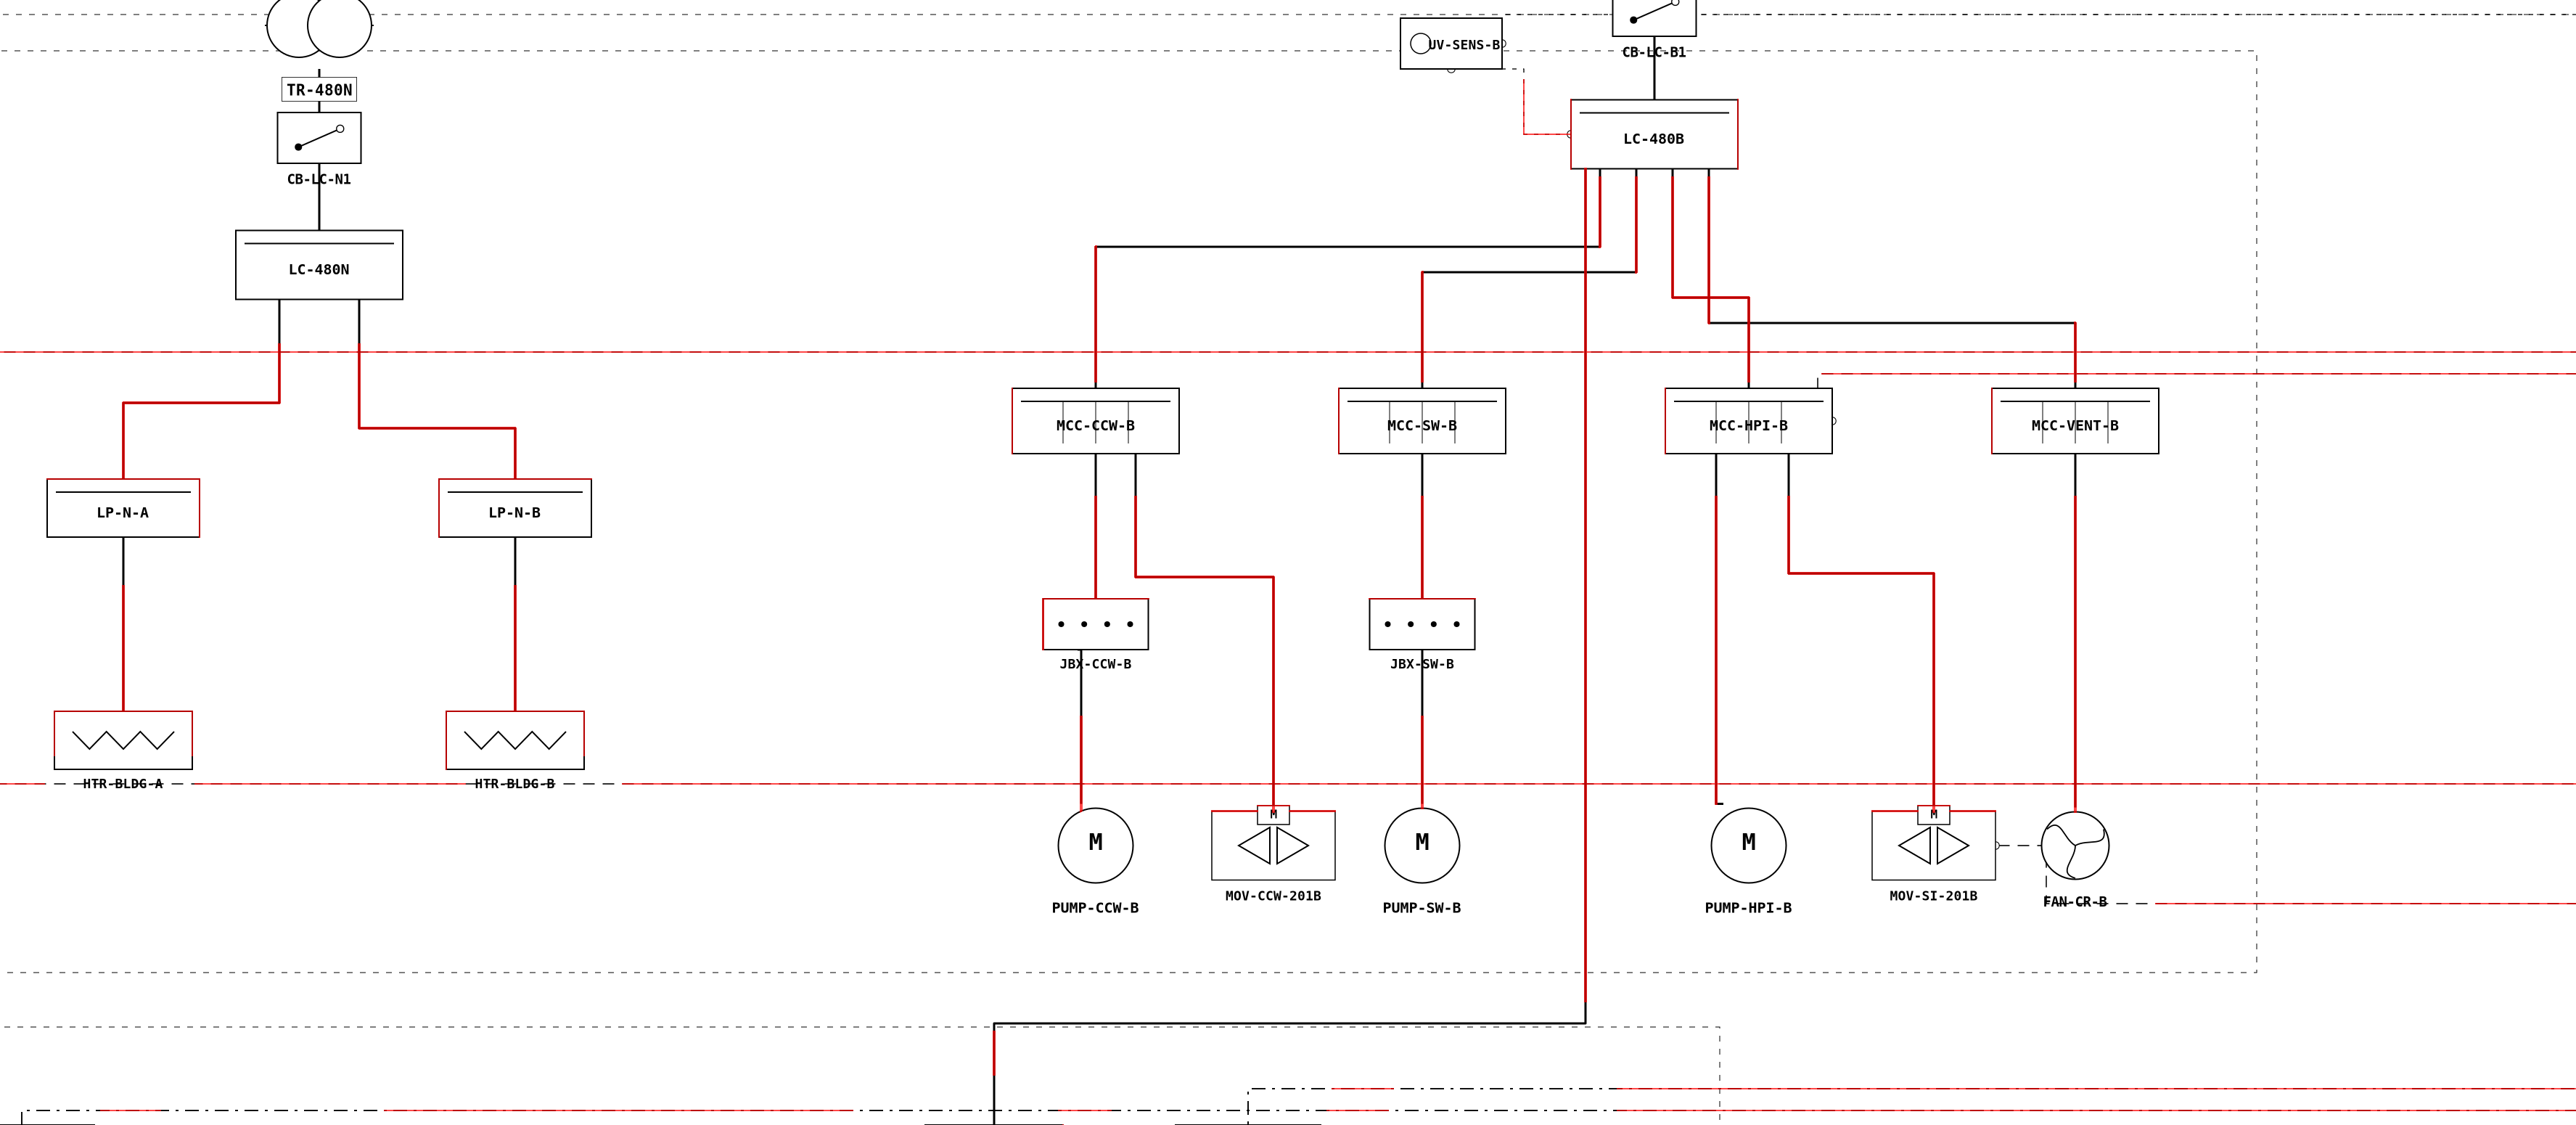 UV-SENS-B
CB-LC-B1
TR-480N
LC-480B
CB-LC-N1
LC-480N
MCC-CCW-B
MCC-SW-B
MCC-HPI-B
MCC-VENT-B
LP-N-A
LP-N-B
JBX-CCW-B
JBX-SW-B
HTR-BLDG-A
HTR-BLDG-B
M
M
M
M
M
PUMP-CCW-B
MOV-CCW-201B
PUMP-SW-B
PUMP-HPI-B
MOV-SI-201B
FAN-CR-B